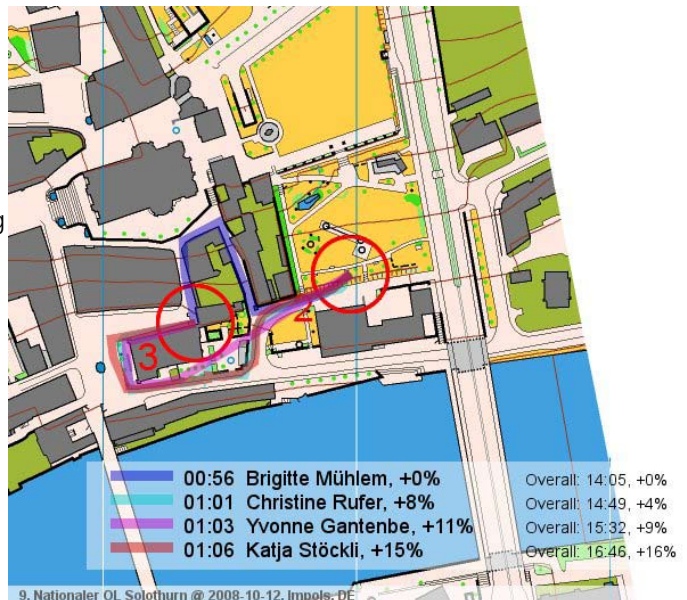 g
2
3
00:56 Brigitte Mühlem, +0% Overall: 14:05, +0%
01:01 Christine Rufer, +8% Overall: 14:49, +4%
01:03 Yvonne Gantenbe, +11% Overall: 15:32, +9%
01:06 Katja Stöckli, +15% Overall: 16:46, +16%
9. Nationaler OL Solothurn @ 2008-10-12, Impols, DE